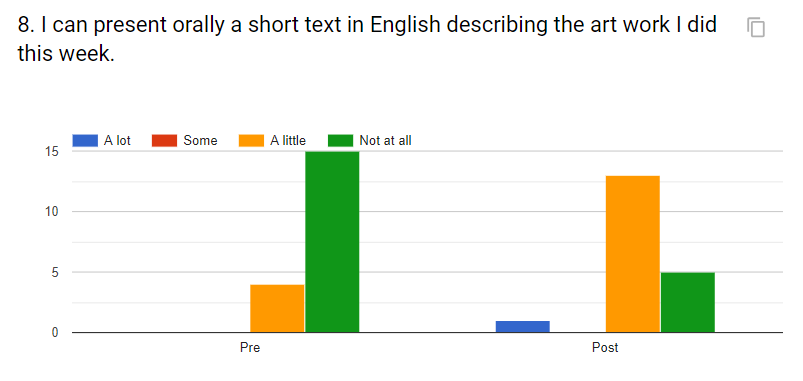 8. I can present orally a short text in English describing the art work I did
this week.
A lot Some A little Not at all
15
10
5
0
Pre Post